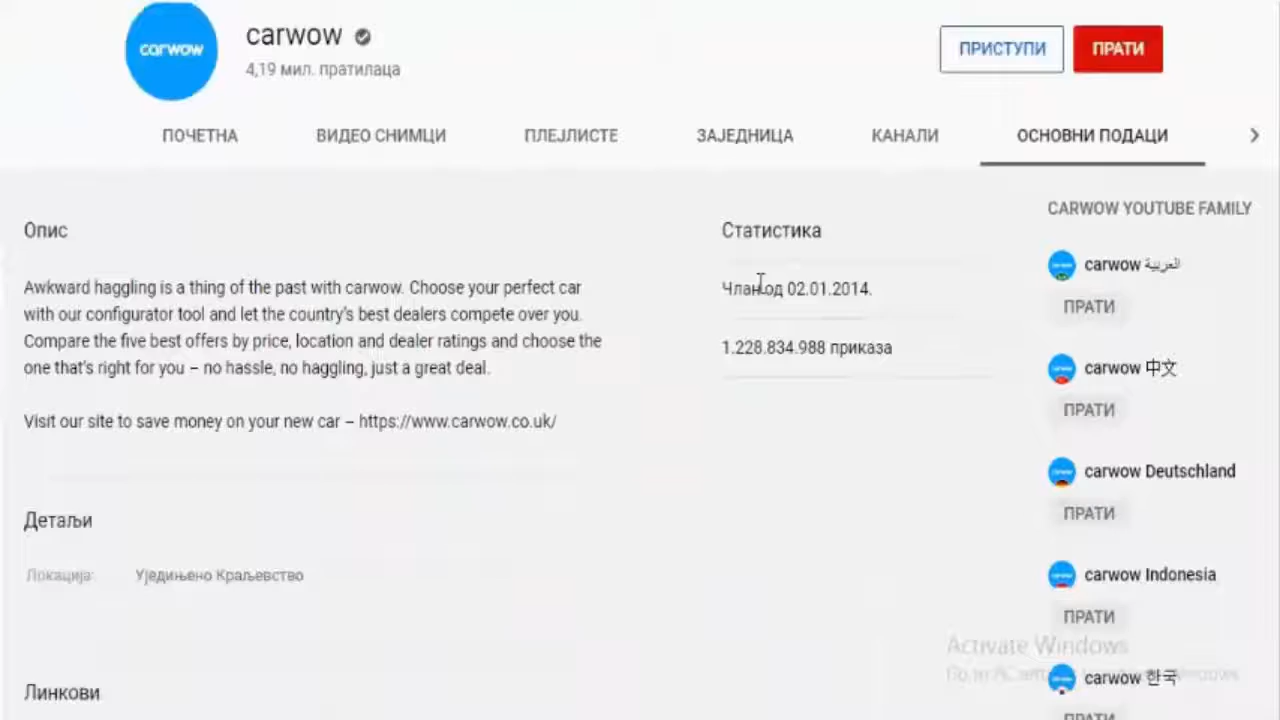 carwow
carwow
4,19 мил. пратилаца
ПРИСТУПИ
ПРАТИ
ПОЧЕТНА
ВИДЕО СНИМЦИ
ПЛЕЈЛИСТЕ
ЗАЈЕДНИЦА
КАНАЛИ
ОСНОВНИ ПОДАЦИ
Опис
Awkward haggling is a thing of the past with carwow. Choose your perfect car
with our configurator tool and let the country's best dealers compete over you.
Compare the five best offers by price, location and dealer ratings and choose the
one that's right for you – no hassle, no haggling, just a great deal.
Visit our site to save money on your new car – https://www.carwow.co.uk/
Детаљи
Локација: Уједињено Краљевство
Линкови
Статистика
Члан од 02.01.2014.
1.228.834.988 приказа
CARWOW YOUTUBE FAMILY
carwow العربية
ПРАТИ
carwow 中文
ПРАТИ
carwow Deutschland
ПРАТИ
carwow Indonesia
ПРАТИ
Activate Windows
carwow 한국
ПРАТИ